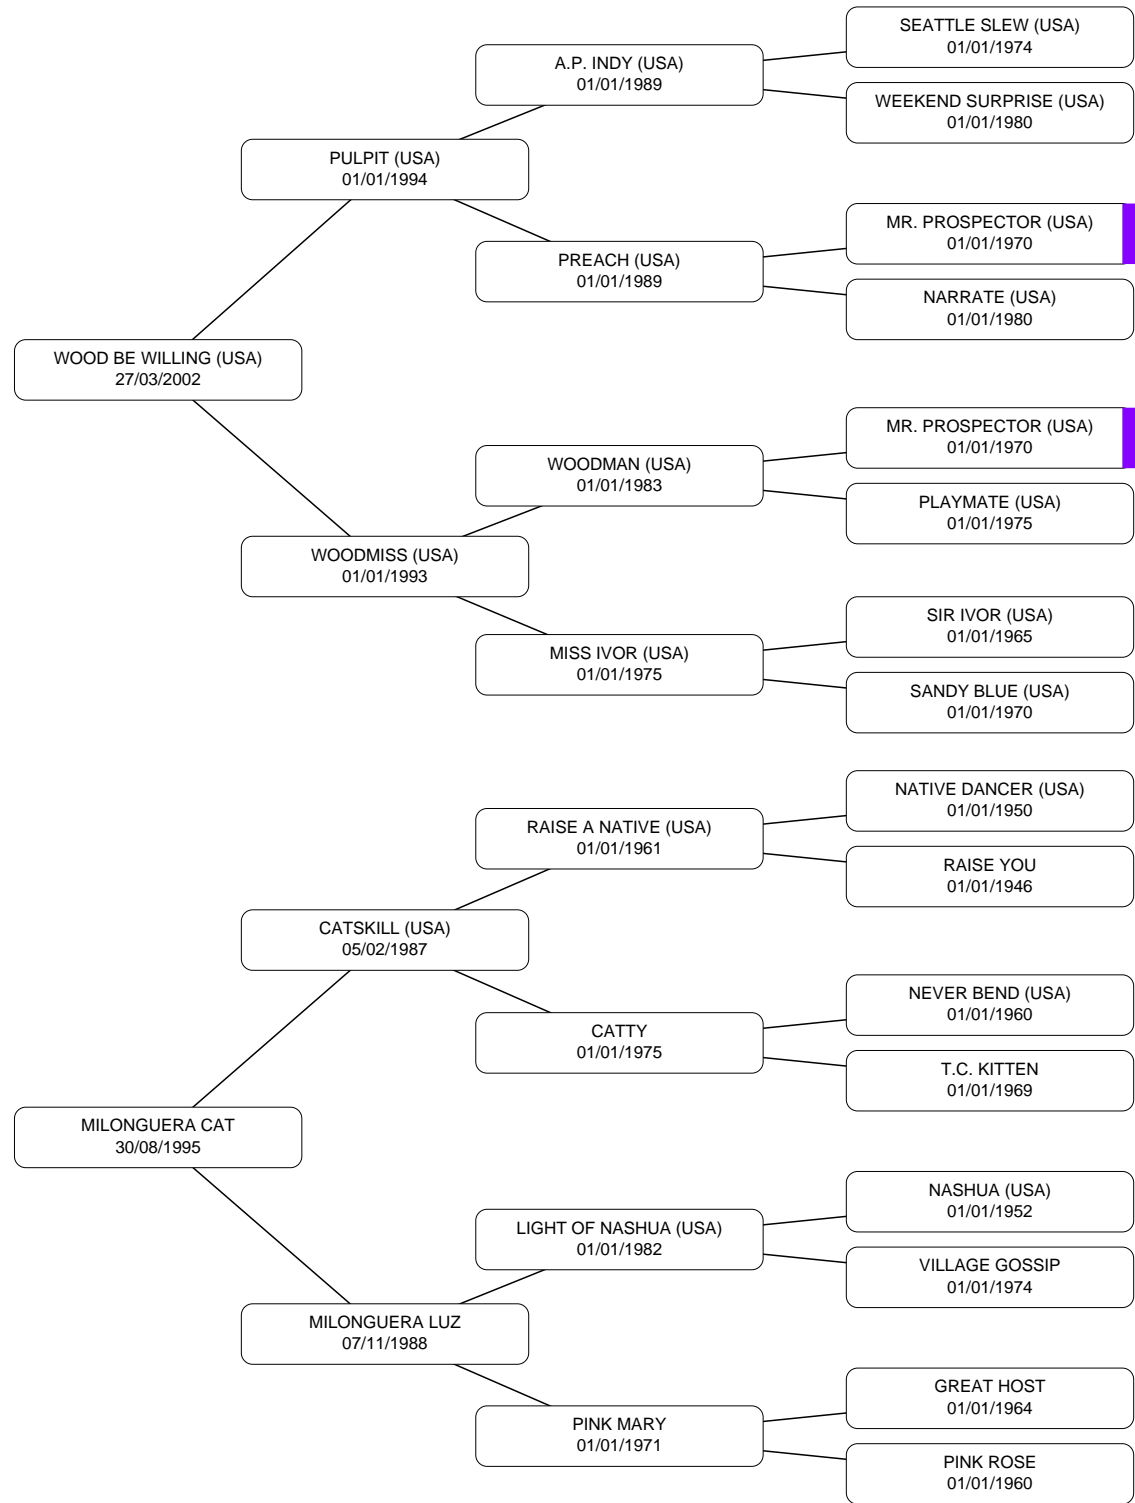 SEATTLE SLEW (USA)
01/01/1974
A.P. INDY (USA)
01/01/1989
WEEKEND SURPRISE (USA)
01/01/1980
PULPIT (USA)
01/01/1994
MR. PROSPECTOR (USA)
01/01/1970
PREACH (USA)
01/01/1989
NARRATE (USA)
01/01/1980
WOOD BE WILLING (USA)
27/03/2002
MR. PROSPECTOR (USA)
01/01/1970
WOODMAN (USA)
01/01/1983
PLAYMATE (USA)
01/01/1975
WOODMISS (USA)
01/01/1993
SIR IVOR (USA)
01/01/1965
MISS IVOR (USA)
01/01/1975
SANDY BLUE (USA)
01/01/1970
NATIVE DANCER (USA)
01/01/1950
RAISE A NATIVE (USA)
01/01/1961
RAISE YOU
01/01/1946
CATSKILL (USA)
05/02/1987
NEVER BEND (USA)
01/01/1960
CATTY
01/01/1975
T.C. KITTEN
01/01/1969
MILONGUERA CAT
30/08/1995
NASHUA (USA)
01/01/1952
LIGHT OF NASHUA (USA)
01/01/1982
VILLAGE GOSSIP
01/01/1974
MILONGUERA LUZ
07/11/1988
GREAT HOST
01/01/1964
PINK MARY
01/01/1971
PINK ROSE
01/01/1960